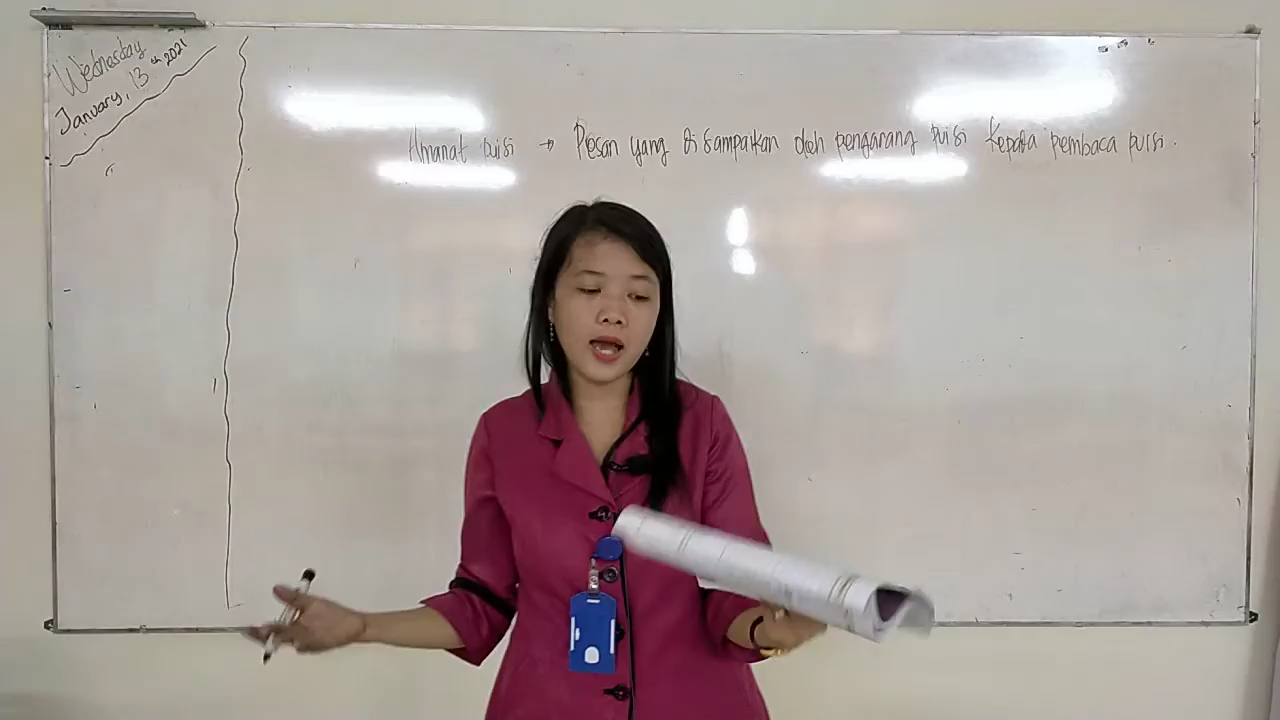 Wednesday
January, 13th 2021
Amanat puisi → Pesan yang disampaikan oleh pengarang puisi kepada pembaca puisi.